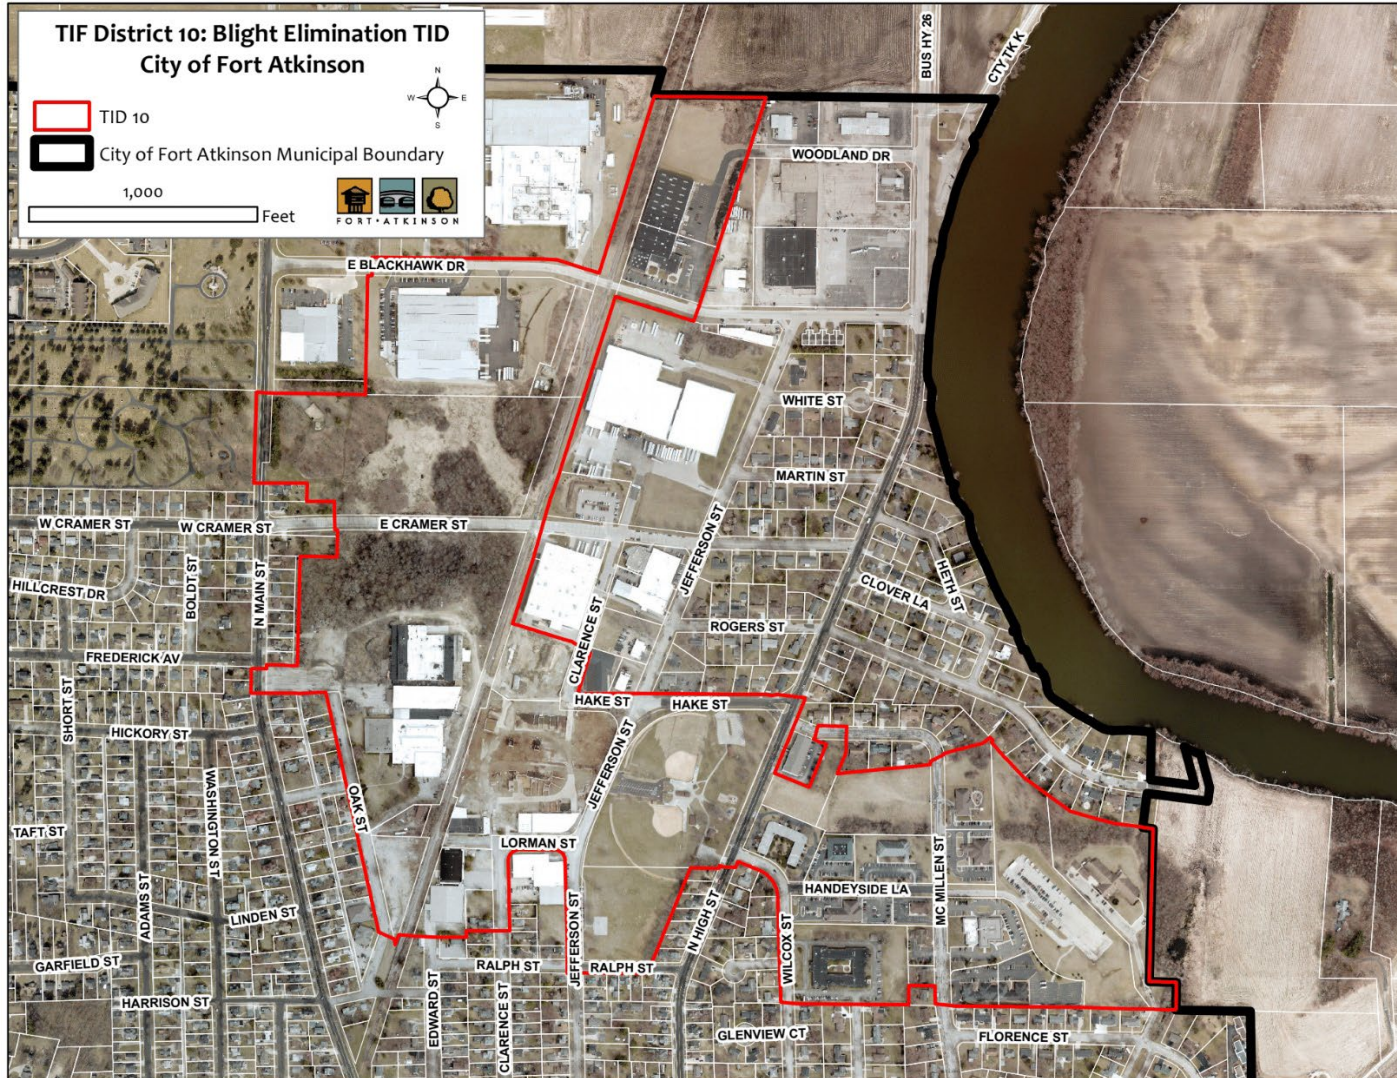 TIF District 10: Blight Elimination TID
City of Fort Atkinson
N
W E
S
TID 10
City of Fort Atkinson Municipal Boundary
1,000
Feet
FORT • ATKINSON
BUS HY 26
CTY TK K
WOODLAND DR
E BLACKHAWK DR
WHITE ST
MARTIN ST
W CRAMER ST
W CRAMER ST
E CRAMER ST
JEFFERSON ST
HILLCREST DR
BOLDT ST
N MAIN ST
CLOVER LA
HETH ST
ROGERS ST
CLARENCE ST
FREDERICK AV
SHORT ST
HAKE ST
HAKE ST
HICKORY ST
JEFFERSON ST
WASHINGTON ST
OAK ST
TAFT ST
LORMAN ST
MC MILLEN ST
ADAMS ST
HANDEYSIDE LA
LINDEN ST
N HIGH ST
WILCOX ST
JEFFERSON ST
GARFIELD ST
RALPH ST
RALPH ST
HARRISON ST
EDWARD ST
CLARENCE ST
GLENVIEW CT
FLORENCE ST